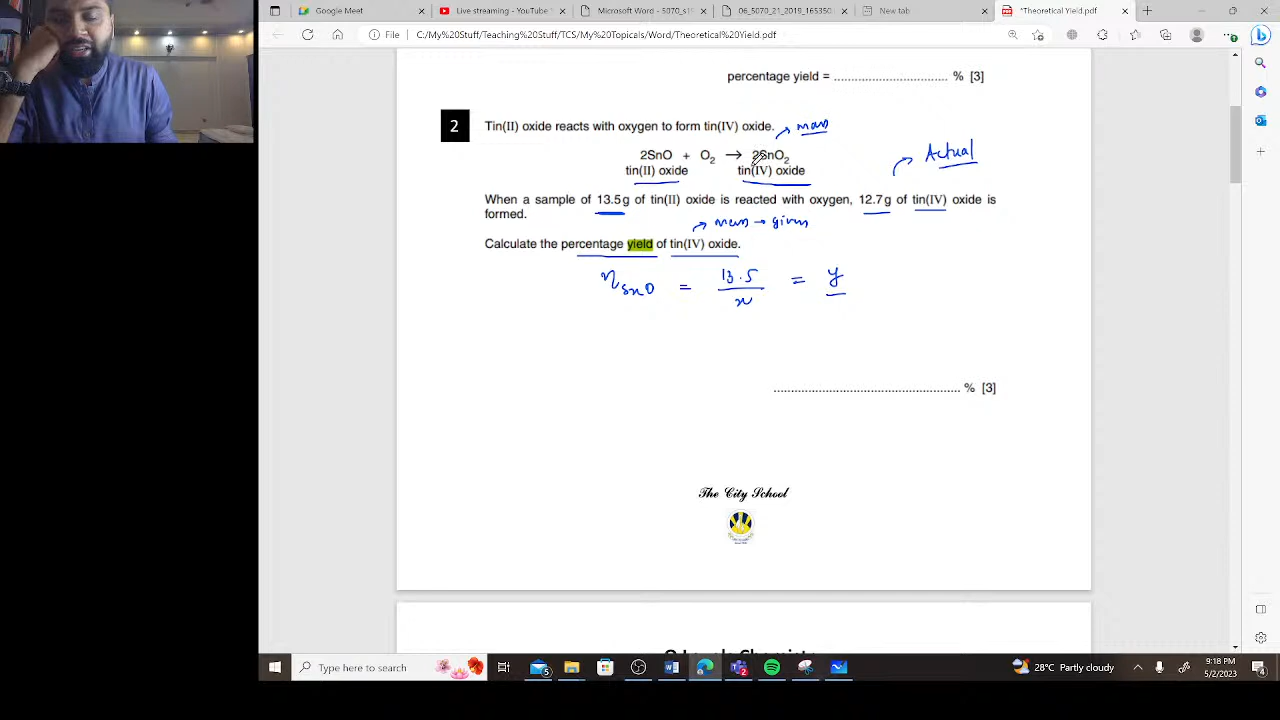 Google Meet
Live streaming - YouTube
Mole Worksheet - 5070_s1
06_5070_21_2019_165350
New tab
*Theoretical Yield.pdf
File
C:/My%20Stuff/Teaching%20Stuff/TCS/My%20Topicals/Word/Theoretical%20Yield.pdf
percentage yield = ................................ % [3]
2
Tin(II) oxide reacts with oxygen to form tin(IV) oxide.
mass
2SnO + O2 → 2SnO2
Actual
tin(II) oxide tin(IV) oxide
When a sample of 13.5g of tin(II) oxide is reacted with oxygen, 12.7g of tin(IV) oxide is
formed.
mass → given
Calculate the percentage yield of tin(IV) oxide.
n SnO = 13.5 / x = y
...................................................... % [3]
The City School
Type here to search
28°C Partly cloudy
9:18 PM
5/2/2023